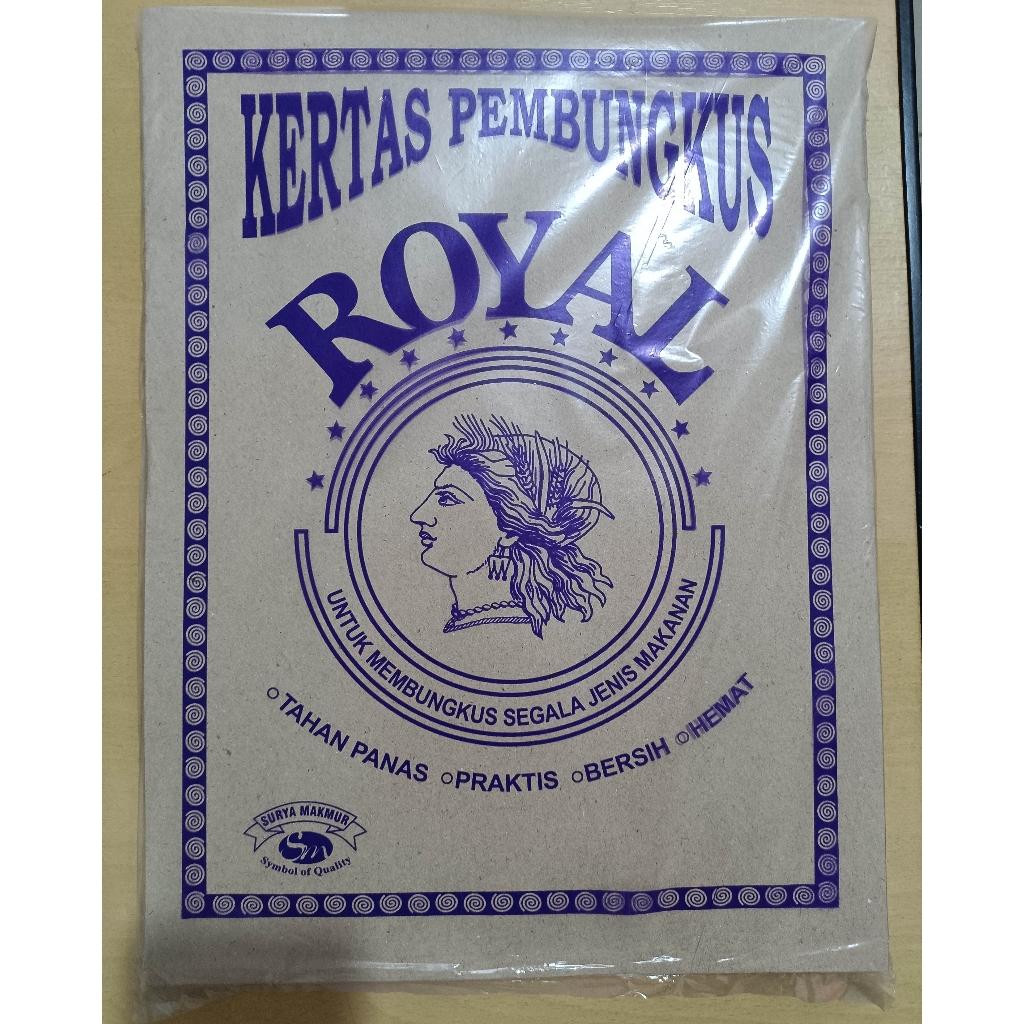 KERTAS PEMBUNGKUS
ROYAL
UNTUK MEMBUNGKUS SEGALA JENIS MAKANAN
TAHAN PANAS PRAKTIS BERSIH HEMAT
SURYA MAKMUR
SM
Symbol of Quality